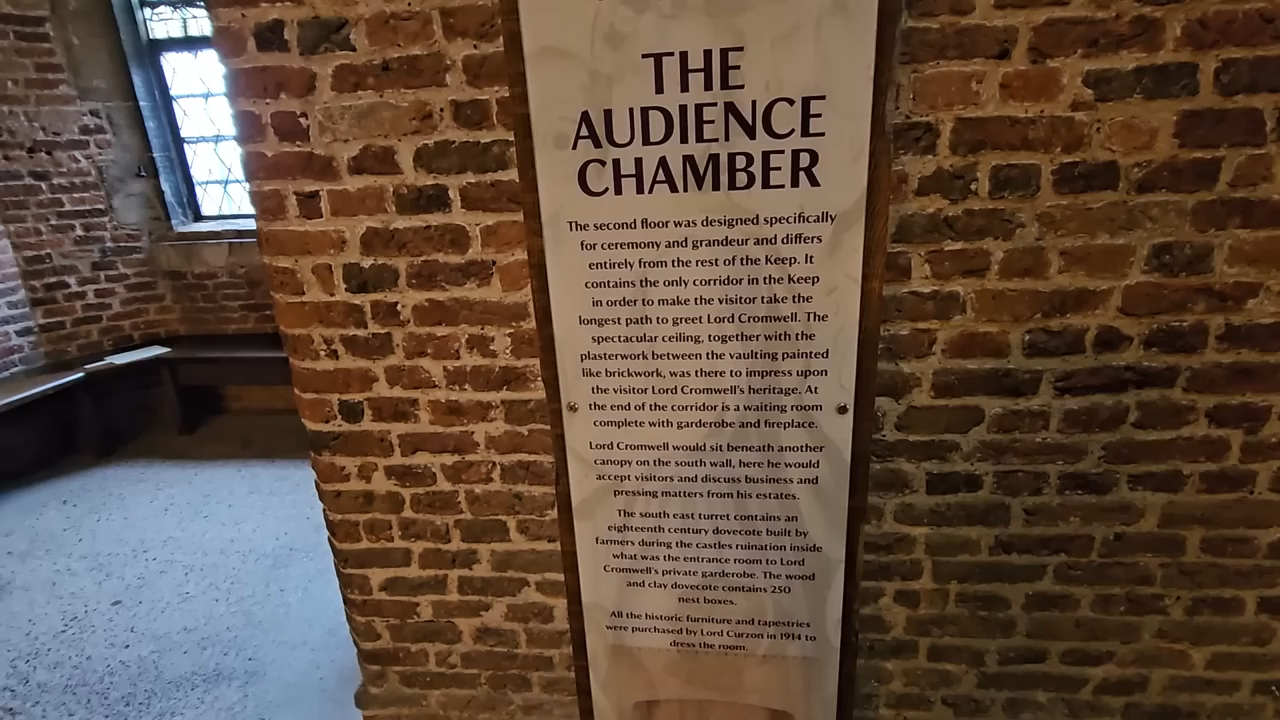 THE
AUDIENCE
CHAMBER
The second floor was designed specifically
for ceremony and grandeur and differs
entirely from the rest of the Keep. It
contains the only corridor in the Keep
in order to make the visitor take the
longest path to greet Lord Cromwell. The
spectacular ceiling, together with the
plasterwork between the vaulting painted
like brickwork, was there to impress upon
the visitor Lord Cromwell's heritage. At
the end of the corridor is a waiting room
complete with garderobe and fireplace.
Lord Cromwell would sit beneath another
canopy on the south wall, here he would
accept visitors and discuss business and
pressing matters from his estates.
The south east turret contains an
eighteenth century dovecote built by
farmers during the castles ruination inside
what was the entrance room to Lord
Cromwell's private garderobe. The wood
and clay dovecote contains 250
nest boxes.
All the historic furniture and tapestries
were purchased by Lord Curzon in 1914 to
dress the room.